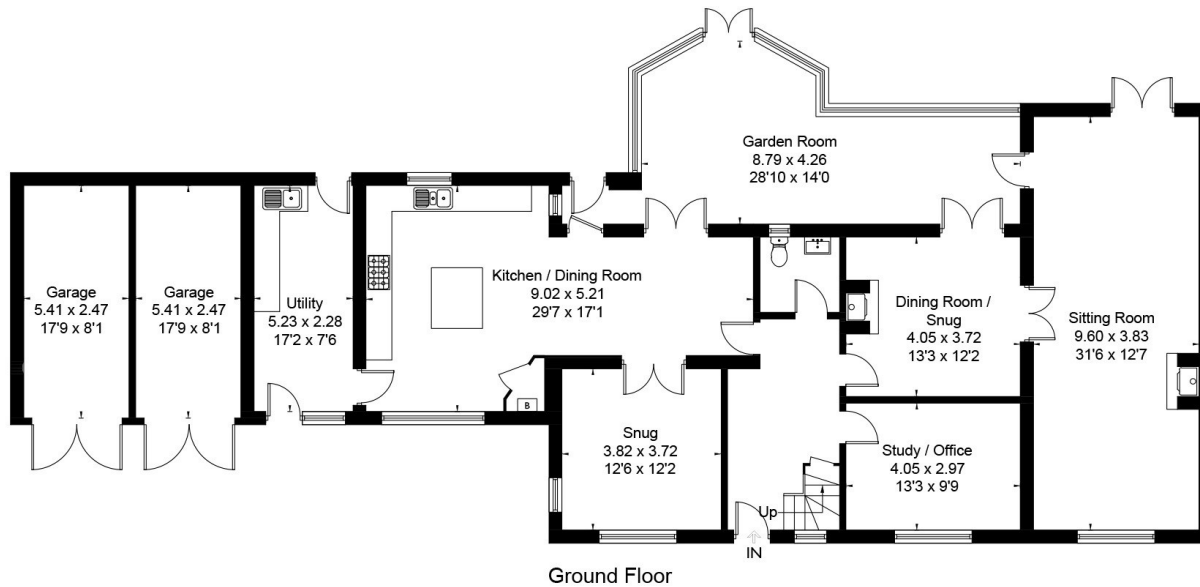 Garden Room
8.79 x 4.26
28'10 x 14'0
Garage
5.41 x 2.47
17'9 x 8'1
Garage
5.41 x 2.47
17'9 x 8'1
Utility
5.23 x 2.28
17'2 x 7'6
Kitchen / Dining Room
9.02 x 5.21
29'7 x 17'1
Dining Room /
Snug
4.05 x 3.72
13'3 x 12'2
Sitting Room
9.60 x 3.83
31'6 x 12'7
B
Snug
3.82 x 3.72
12'6 x 12'2
Study / Office
4.05 x 2.97
13'3 x 9'9
Up
IN
Ground Floor